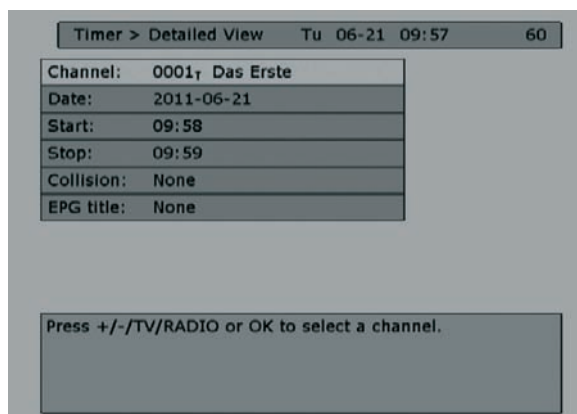 Timer > Detailed View Tu 06-21 09:57 60
Channel: 0001T Das Erste
Date: 2011-06-21
Start: 09:58
Stop: 09:59
Collision: None
EPG title: None
Press +/-/TV/RADIO or OK to select a channel.